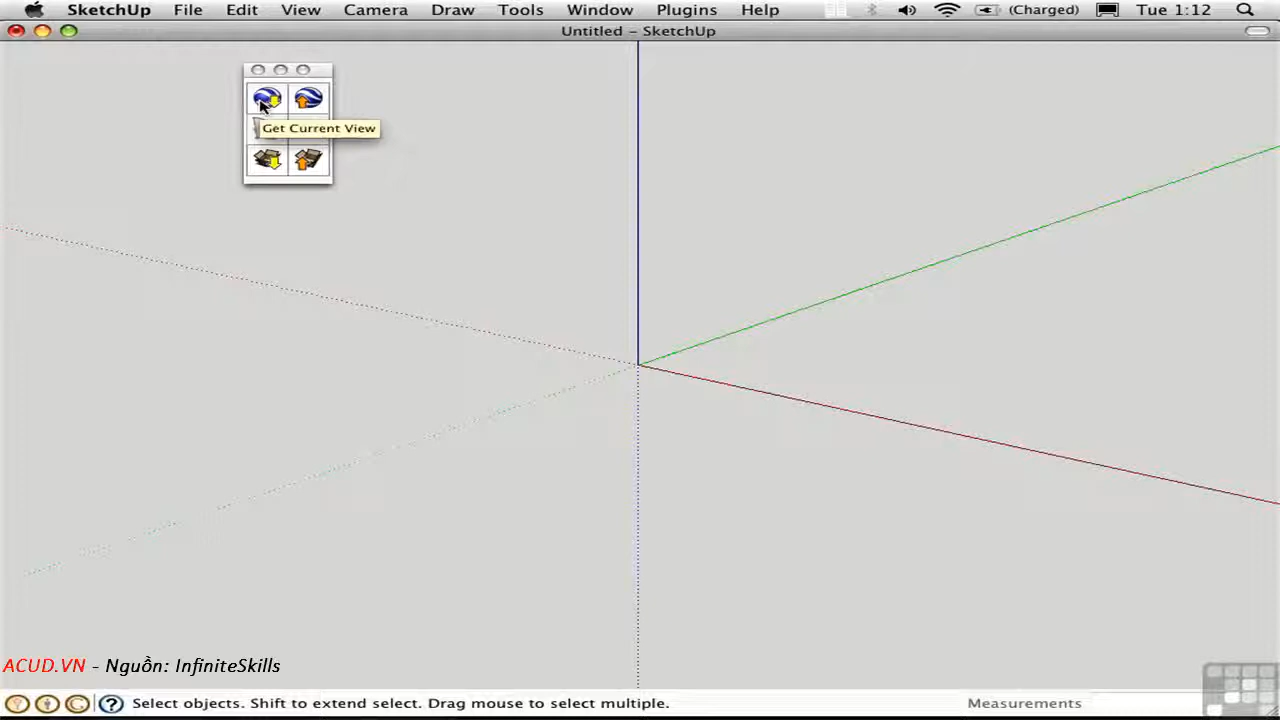 SketchUp File Edit View Camera Draw Tools Window Plugins Help (Charged) Tue 1:12
Untitled - SketchUp
Get Current View
ACUD.VN - Nguồn: InfiniteSkills
Select objects. Shift to extend select. Drag mouse to select multiple. Measurements